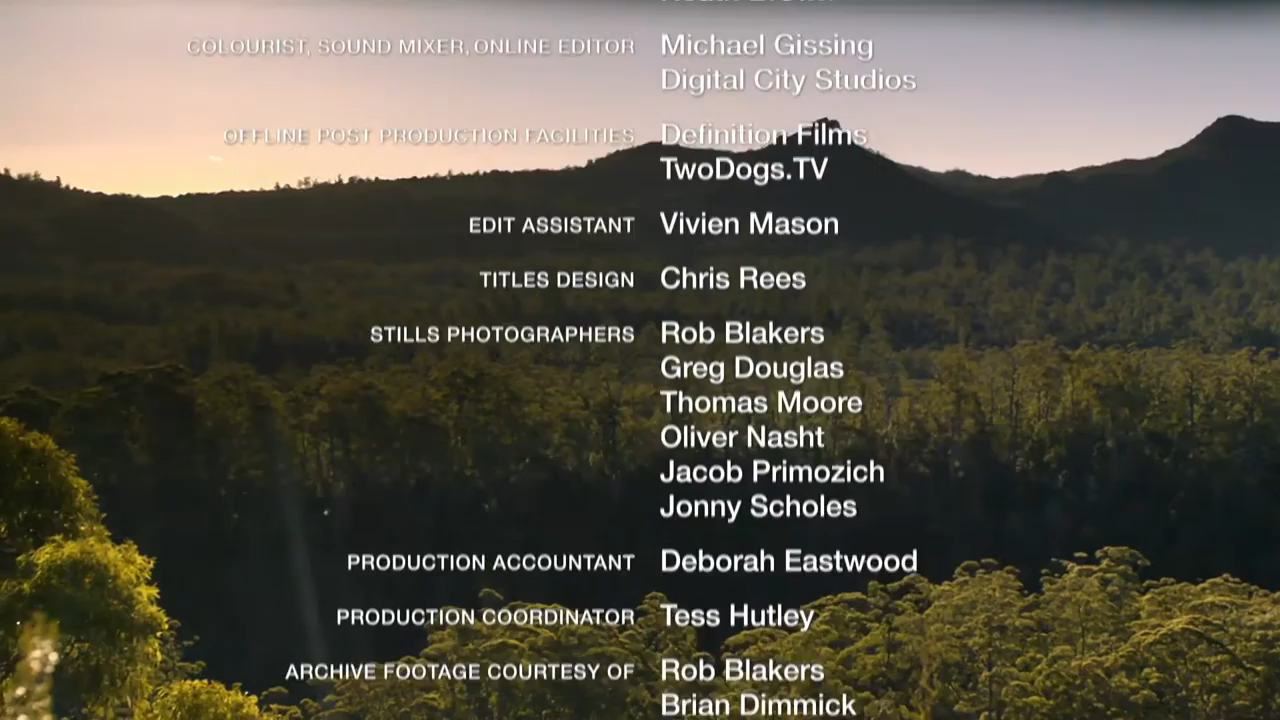 COLOURIST, SOUND MIXER, ONLINE EDITOR Michael Gissing
Digital City Studios
OFFLINE POST PRODUCTION FACILITIES Definition Films
TwoDogs.TV
EDIT ASSISTANT Vivien Mason
TITLES DESIGN Chris Rees
STILLS PHOTOGRAPHERS Rob Blakers
Greg Douglas
Thomas Moore
Oliver Nasht
Jacob Primozich
Jonny Scholes
PRODUCTION ACCOUNTANT Deborah Eastwood
PRODUCTION COORDINATOR Tess Hutley
ARCHIVE FOOTAGE COURTESY OF Rob Blakers
Brian Dimmick